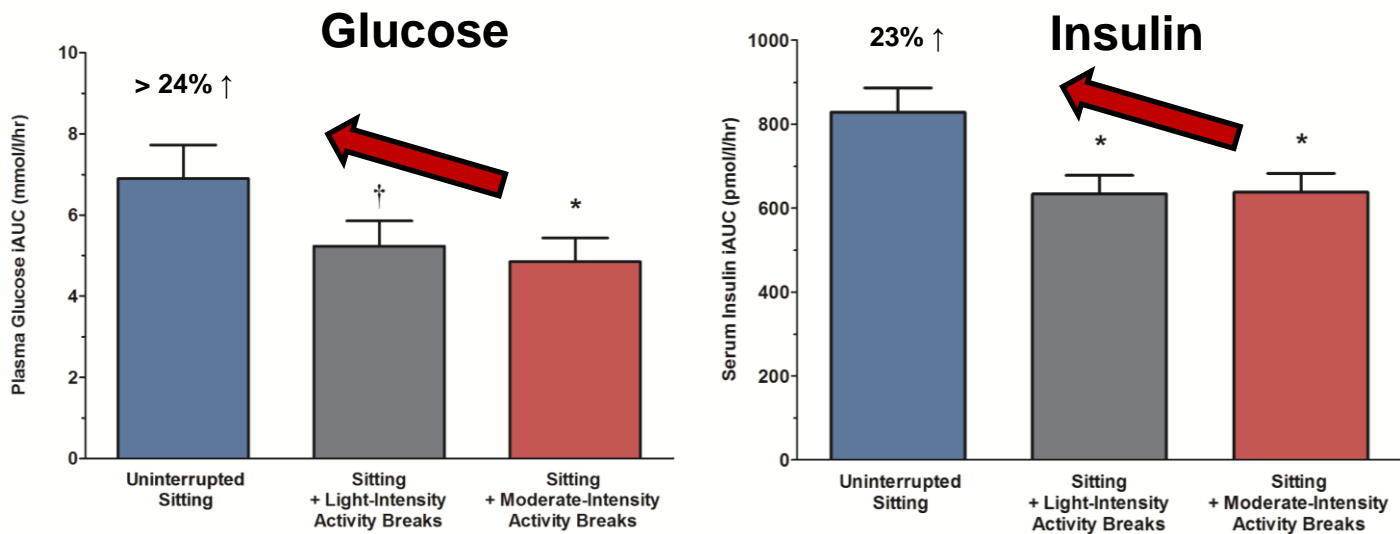 Glucose
> 24% ↑
Plasma Glucose iAUC (mmol/l/hr)
10
8
6
4
2
0
†
*
Uninterrupted
Sitting
Sitting
+ Light-Intensity
Activity Breaks
Sitting
+ Moderate-Intensity
Activity Breaks
Insulin
23% ↑
Serum Insulin iAUC (pmol/l/hr)
1000
800
600
400
200
0
*
*
Uninterrupted
Sitting
Sitting
+ Light-Intensity
Activity Breaks
Sitting
+ Moderate-Intensity
Activity Breaks